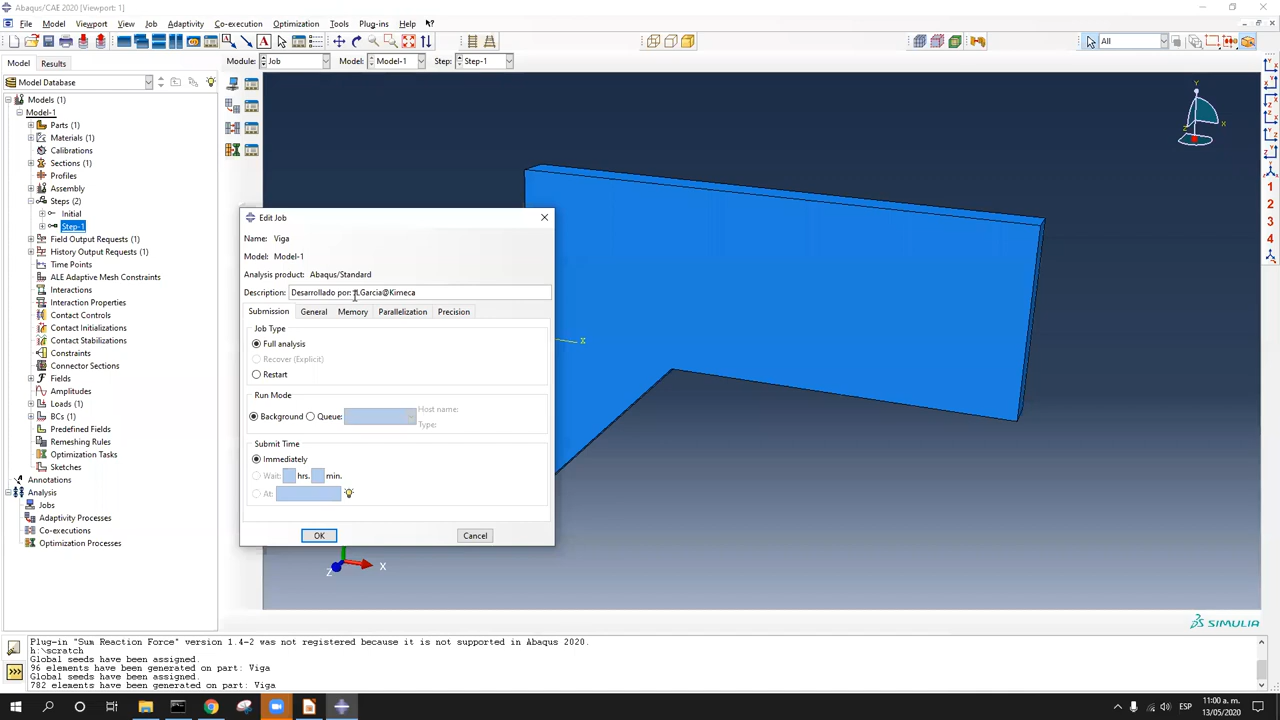 Abaqus/CAE 2020 [Viewport: 1]
File Model Viewport View Job Adaptivity Co-execution Optimization Tools Plug-ins Help
All
Model Results
Module: Job Model: Model-1 Step: Step-1
Model Database
Models (1)
Model-1
Parts (1)
Materials (1)
Calibrations
Sections (1)
Profiles
Assembly
Steps (2)
Initial
Step-1
Field Output Requests (1)
History Output Requests (1)
Time Points
ALE Adaptive Mesh Constraints
Interactions
Interaction Properties
Contact Controls
Contact Initializations
Contact Stabilizations
Constraints
Connector Sections
Fields
Amplitudes
Loads (1)
BCs (1)
Predefined Fields
Remeshing Rules
Optimization Tasks
Sketches
Annotations
Analysis
Jobs
Adaptivity Processes
Co-executions
Optimization Processes
Edit Job
Name: Viga
Model: Model-1
Analysis product: Abaqus/Standard
Description: Desarrollado por:
Submission General Memory Parallelization Precision
Job Type
Full analysis
Recover (Explicit)
Restart
Run Mode
Background Queue: Host name:
Type:
Submit Time
Immediately
Wait: hrs. min.
At:
OK Cancel
X
Y
X
Z
Z X
1
2
3
4
SIMULIA
Plug-in "Sum Reaction Force" version 1.4-2 was not registered because it is not supported in Abaqus 2020.
h:\scratch
Global seeds have been assigned.
96 elements have been generated on part: Viga
Global seeds have been assigned.
782 elements have been generated on part: Viga
ESP
11:00 a. m.
13/05/2020